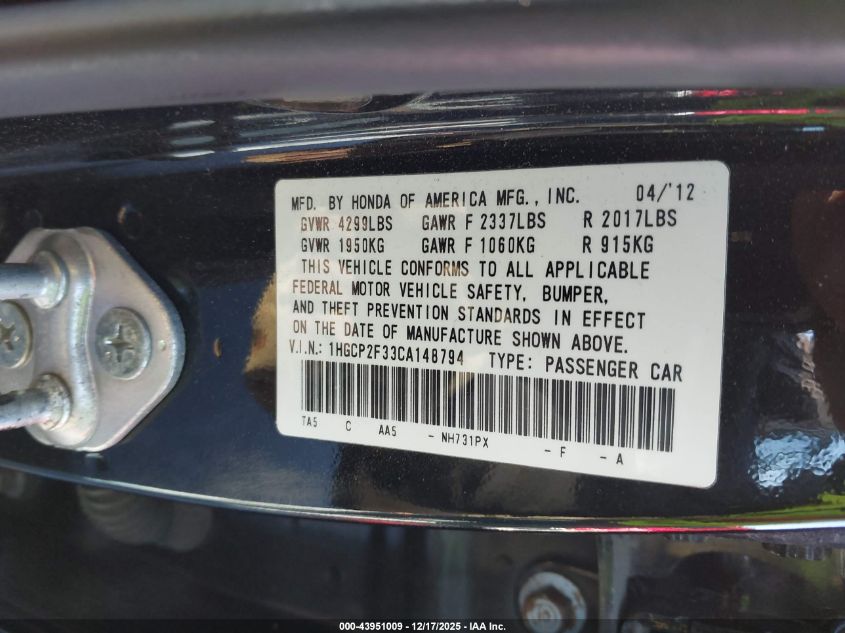 MFD. BY HONDA OF AMERICA MFG., INC. 04/'12
GVWR 4299LBS GAWR F 2337LBS R 2017LBS
GVWR 1950KG GAWR F 1060KG R 915KG
THIS VEHICLE CONFORMS TO ALL APPLICABLE
FEDERAL MOTOR VEHICLE SAFETY, BUMPER,
AND THEFT PREVENTION STANDARDS IN EFFECT
ON THE DATE OF MANUFACTURE SHOWN ABOVE.
V.I.N.: 1HGCP2F33CA148794 TYPE: PASSENGER CAR
TA5 C AA5 - NH731PX - F - A
000-43951009 - 12/17/2025 - IAA Inc.